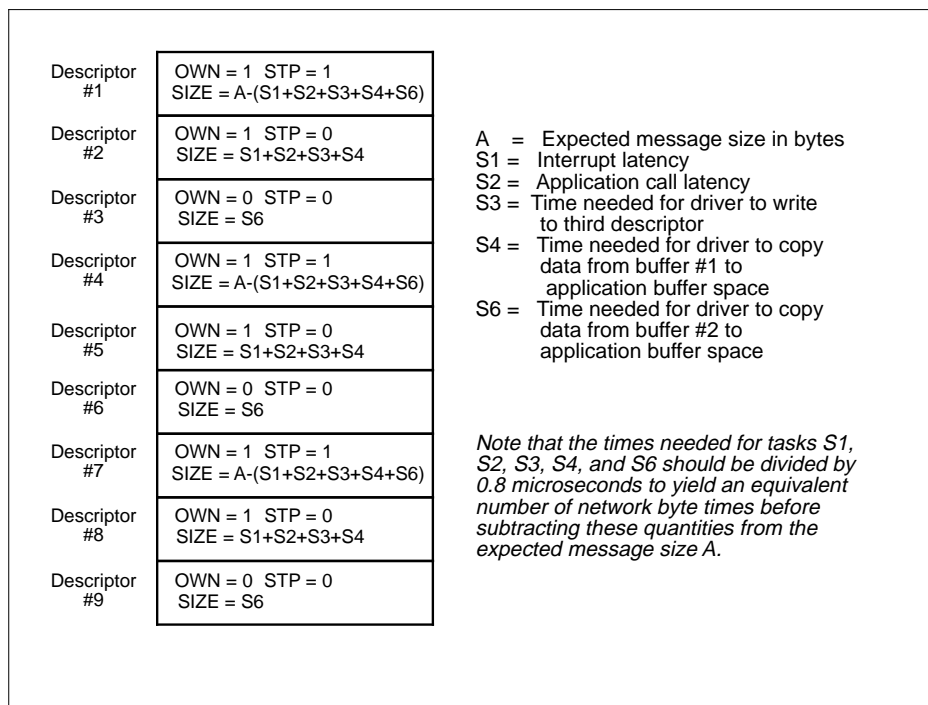 Descriptor
#1
OWN = 1 STP = 1
SIZE = A-(S1+S2+S3+S4+S6)
Descriptor
#2
OWN = 1 STP = 0
SIZE = S1+S2+S3+S4
Descriptor
#3
OWN = 0 STP = 0
SIZE = S6
Descriptor
#4
OWN = 1 STP = 1
SIZE = A-(S1+S2+S3+S4+S6)
Descriptor
#5
OWN = 1 STP = 0
SIZE = S1+S2+S3+S4
Descriptor
#6
OWN = 0 STP = 0
SIZE = S6
Descriptor
#7
OWN = 1 STP = 1
SIZE = A-(S1+S2+S3+S4+S6)
Descriptor
#8
OWN = 1 STP = 0
SIZE = S1+S2+S3+S4
Descriptor
#9
OWN = 0 STP = 0
SIZE = S6
A = Expected message size in bytes
S1 = Interrupt latency
S2 = Application call latency
S3 = Time needed for driver to write
to third descriptor
S4 = Time needed for driver to copy
data from buffer #1 to
application buffer space
S6 = Time needed for driver to copy
data from buffer #2 to
application buffer space
Note that the times needed for tasks S1,
S2, S3, S4, and S6 should be divided by
0.8 microseconds to yield an equivalent
number of network byte times before
subtracting these quantities from the
expected message size A.